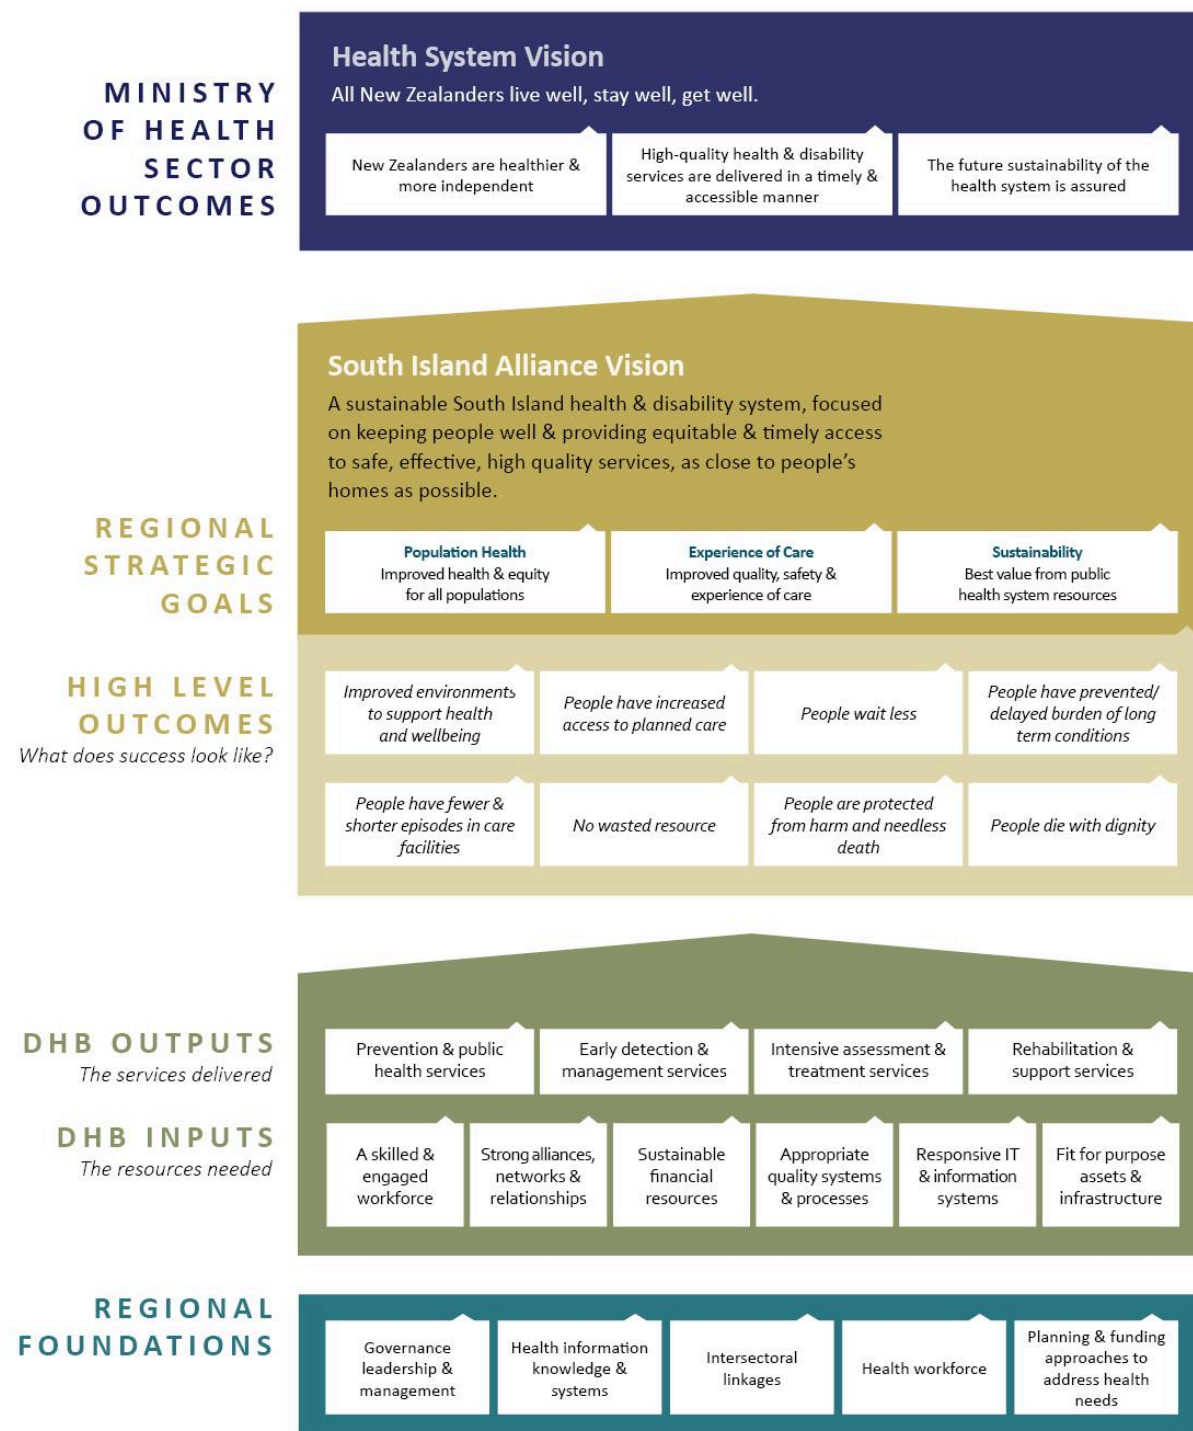 MINISTRY
OF HEALTH
SECTOR
OUTCOMES
Health System Vision
All New Zealanders live well, stay well, get well.
New Zealanders are healthier &
more independent
High-quality health & disability
services are delivered in a timely &
accessible manner
The future sustainability of the
health system is assured
South Island Alliance Vision
A sustainable South Island health & disability system, focused
on keeping people well & providing equitable & timely access
to safe, effective, high quality services, as close to people's
homes as possible.
REGIONAL
STRATEGIC
GOALS
Population Health
Improved health & equity
for all populations
Experience of Care
Improved quality, safety &
experience of care
Sustainability
Best value from public
health system resources
HIGH LEVEL
OUTCOMES
What does success look like?
Improved environments
to support health
and wellbeing
People have increased
access to planned care
People wait less
People have prevented/
delayed burden of long
term conditions
People have fewer &
shorter episodes in care
facilities
No wasted resource
People are protected
from harm and needless
death
People die with dignity
DHB OUTPUTS
The services delivered
Prevention & public
health services
Early detection &
management services
Intensive assessment &
treatment services
Rehabilitation &
support services
DHB INPUTS
The resources needed
A skilled &
engaged
workforce
Strong alliances,
networks &
relationships
Sustainable
financial
resources
Appropriate
quality systems
& processes
Responsive IT
& information
systems
Fit for purpose
assets &
infrastructure
REGIONAL
FOUNDATIONS
Governance
leadership &
management
Health information
knowledge &
systems
Intersectoral
linkages
Health workforce
Planning & funding
approaches to
address health
needs